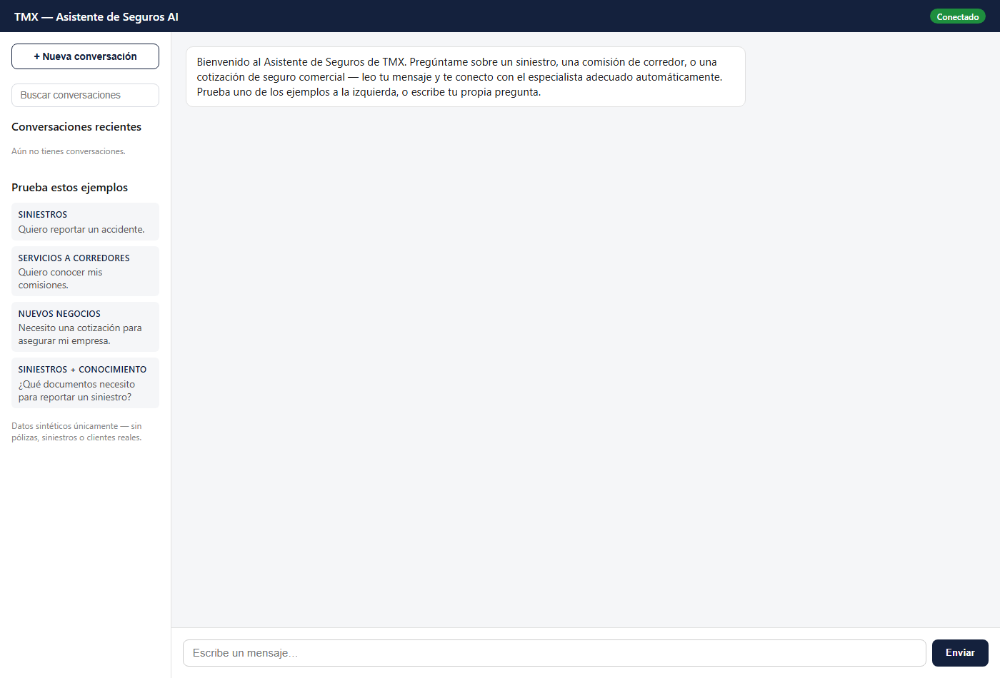 TMX — Asistente de Seguros AI
Conectado
+ Nueva conversación
Buscar conversaciones
Conversaciones recientes
Aún no tienes conversaciones.
Prueba estos ejemplos
SINIESTROS
Quiero reportar un accidente.
SERVICIOS A CORREDORES
Quiero conocer mis
comisiones.
NUEVOS NEGOCIOS
Necesito una cotización para
asegurar mi empresa.
SINIESTROS + CONOCIMIENTO
¿Qué documentos necesito
para reportar un siniestro?
Datos sintéticos únicamente — sin
pólizas, siniestros o clientes reales.
Bienvenido al Asistente de Seguros de TMX. Pregúntame sobre un siniestro, una comisión de corredor, o una
cotización de seguro comercial — leo tu mensaje y te conecto con el especialista adecuado automáticamente.
Prueba uno de los ejemplos a la izquierda, o escribe tu propia pregunta.
Escribe un mensaje…
Enviar